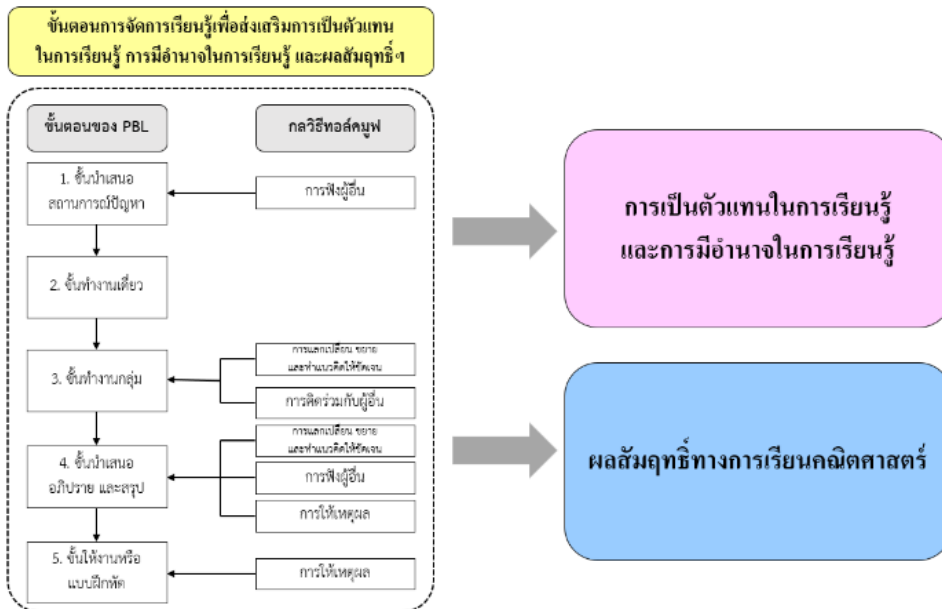 ขั้นตอนการจัดการเรียนรู้เพื่อส่งเสริมการเป็นตัวแทน
ในการเรียนรู้ การมีอำนาจในการเรียนรู้ และผลสัมฤทธิ์ฯ
ขั้นตอนของ PBL
กลวิธีทอล์คมูฟ
1. ขั้นนำเสนอ
สถานการณ์ปัญหา
การฟังผู้อื่น
2. ขั้นทำงานเดี่ยว
3. ขั้นทำงานกลุ่ม
การแลกเปลี่ยน ขยาย
และทำแนวคิดให้ชัดเจน
การคิดร่วมกับผู้อื่น
4. ขั้นนำเสนอ
อภิปราย และสรุป
การแลกเปลี่ยน ขยาย
และทำแนวคิดให้ชัดเจน
การฟังผู้อื่น
การให้เหตุผล
5. ขั้นให้งานหรือ
แบบฝึกหัด
การให้เหตุผล
การเป็นตัวแทนในการเรียนรู้
และการมีอำนาจในการเรียนรู้
ผลสัมฤทธิ์ทางการเรียนคณิตศาสตร์